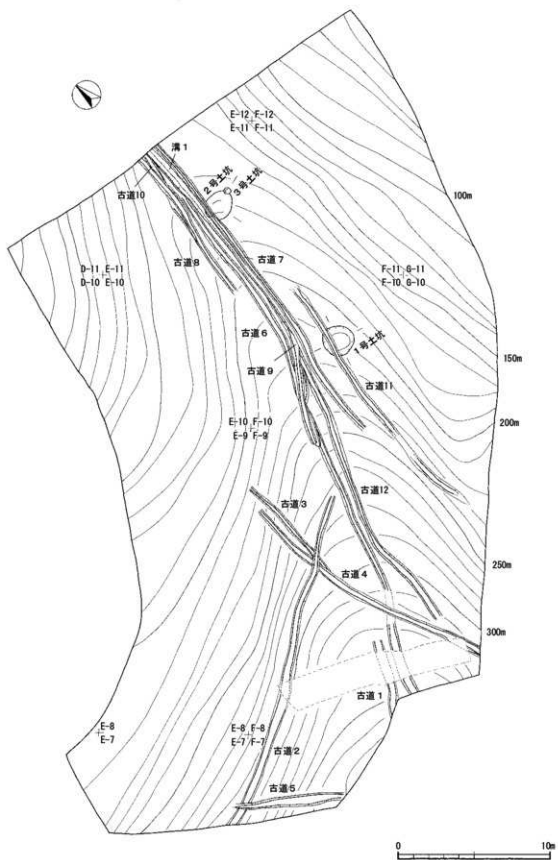 E-12 F-12
E-11 F-11
溝1
2号土坑
3号土坑
古道10
100m
D-11 E-11
D-10 E-10
古道8
古道7
F-11 G-11
F-10 G-10
古道6
1号土坑
150m
古道9
古道11
200m
E-10 F-10
E-9 F-9
古道3
古道12
250m
古道4
300m
古道1
E-8
E-7
E-8 F-8
E-7 F-7
古道2
古道5
0 10m